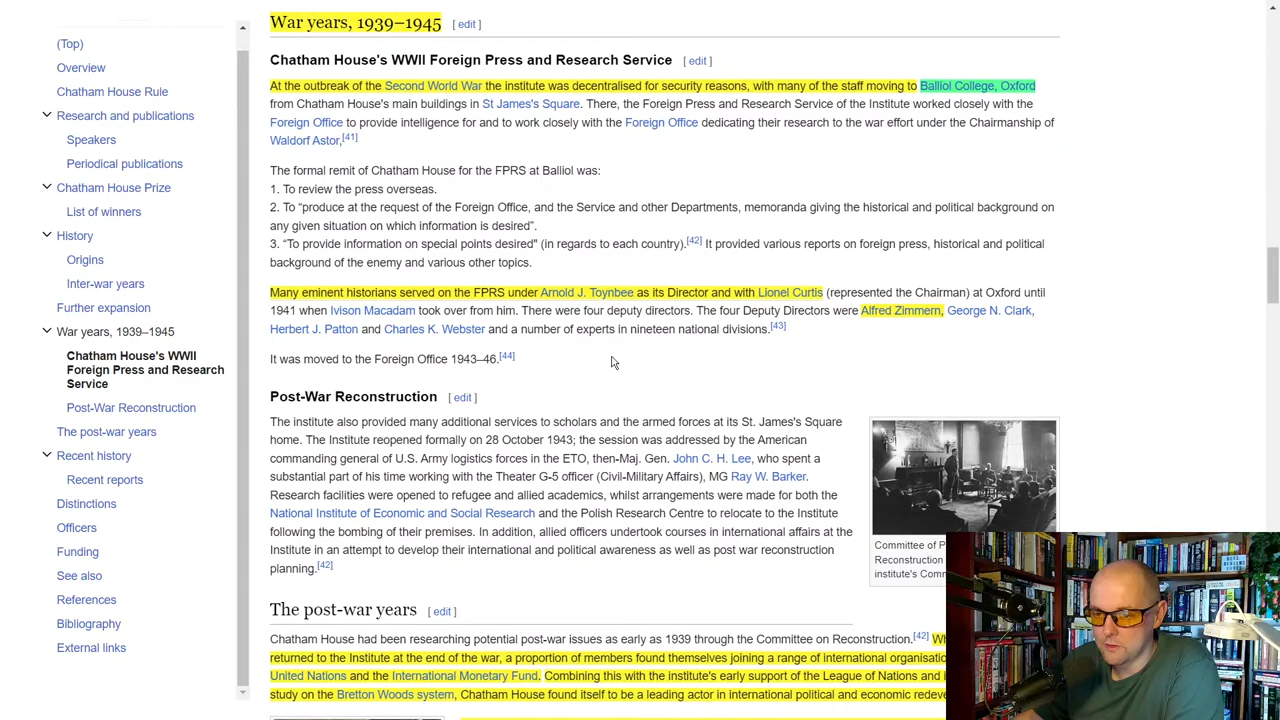 (Top)
Overview
Chatham House Rule
Research and publications
Speakers
Periodical publications
Chatham House Prize
List of winners
History
Origins
Inter-war years
Further expansion
War years, 1939–1945
Chatham House's WWII
Foreign Press and Research
Service
Post-War Reconstruction
The post-war years
Recent history
Recent reports
Distinctions
Officers
Funding
See also
References
Bibliography
External links
War years, 1939–1945 [ edit ]
Chatham House's WWII Foreign Press and Research Service [ edit ]
At the outbreak of the Second World War the institute was decentralised for security reasons, with many of the staff moving to Balliol College, Oxford
from Chatham House's main buildings in St James's Square. There, the Foreign Press and Research Service of the Institute worked closely with the
Foreign Office to provide intelligence for and to work closely with the Foreign Office dedicating their research to the war effort under the Chairmanship of
Waldorf Astor,[41]
The formal remit of Chatham House for the FPRS at Balliol was:
1. To review the press overseas.
2. To “produce at the request of the Foreign Office, and the Service and other Departments, memoranda giving the historical and political background on
any given situation on which information is desired”.
3. “To provide information on special points desired" (in regards to each country).[42] It provided various reports on foreign press, historical and political
background of the enemy and various other topics.
Many eminent historians served on the FPRS under Arnold J. Toynbee as its Director and with Lionel Curtis (represented the Chairman) at Oxford until
1941 when Ivison Macadam took over from him. There were four deputy directors. The four Deputy Directors were Alfred Zimmern, George N. Clark,
Herbert J. Patton and Charles K. Webster and a number of experts in nineteen national divisions.[43]
It was moved to the Foreign Office 1943–46.[44]
Post-War Reconstruction [ edit ]
The institute also provided many additional services to scholars and the armed forces at its St. James's Square
home. The Institute reopened formally on 28 October 1943; the session was addressed by the American
commanding general of U.S. Army logistics forces in the ETO, then-Maj. Gen. John C. H. Lee, who spent a
substantial part of his time working with the Theater G-5 officer (Civil-Military Affairs), MG Ray W. Barker.
Research facilities were opened to refugee and allied academics, whilst arrangements were made for both the
National Institute of Economic and Social Research and the Polish Research Centre to relocate to the Institute
following the bombing of their premises. In addition, allied officers undertook courses in international affairs at the
Institute in an attempt to develop their international and political awareness as well as post war reconstruction
planning.[42]
Committee of P
Reconstruction
institute's Comm
The post-war years [ edit ]
Chatham House had been researching potential post-war issues as early as 1939 through the Committee on Reconstruction.[42] Wh
returned to the Institute at the end of the war, a proportion of members found themselves joining a range of international organisatio
United Nations and the International Monetary Fund. Combining this with the institute's early support of the League of Nations and i
study on the Bretton Woods system, Chatham House found itself to be a leading actor in international political and economic redeve